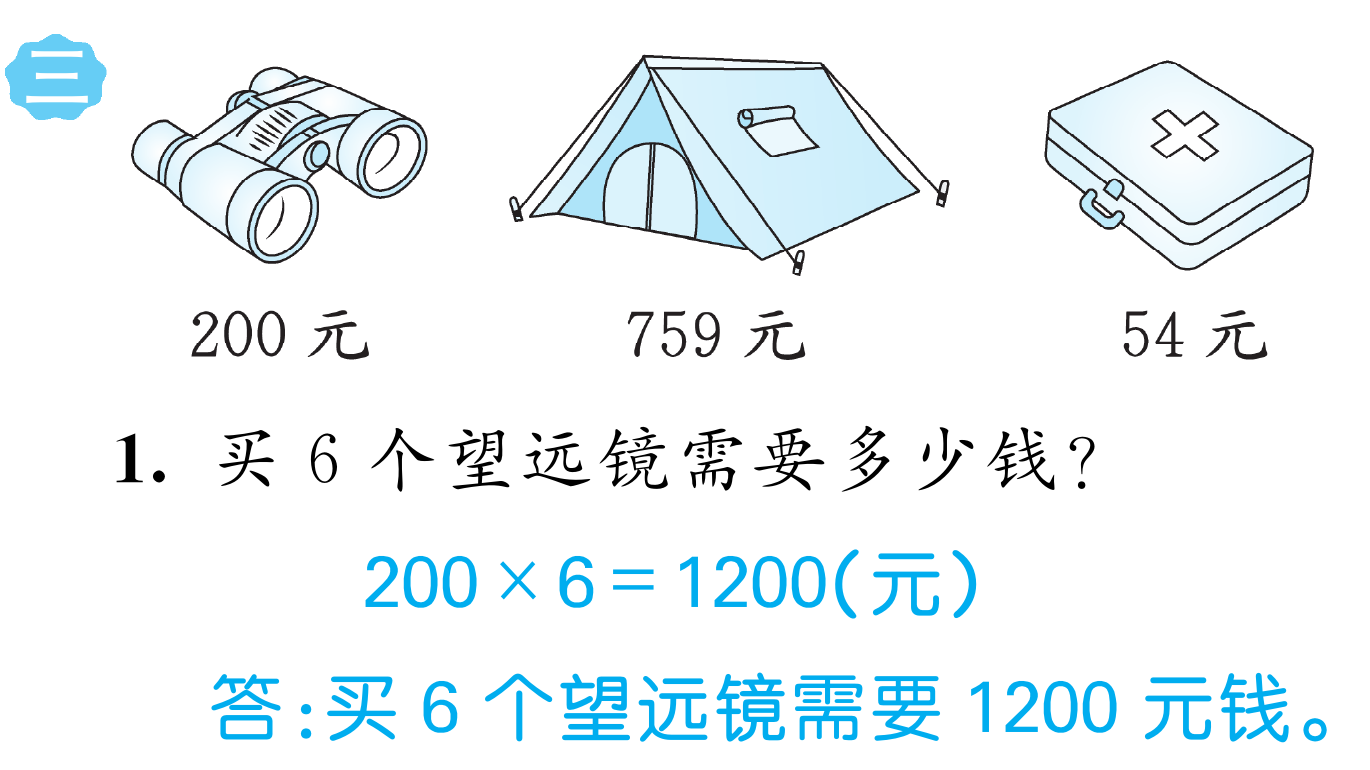 三
200 元 759 元 54 元
1. 买 6 个望远镜需要多少钱?
200×6=1200(元)
答:买 6 个望远镜需要 1200 元钱。